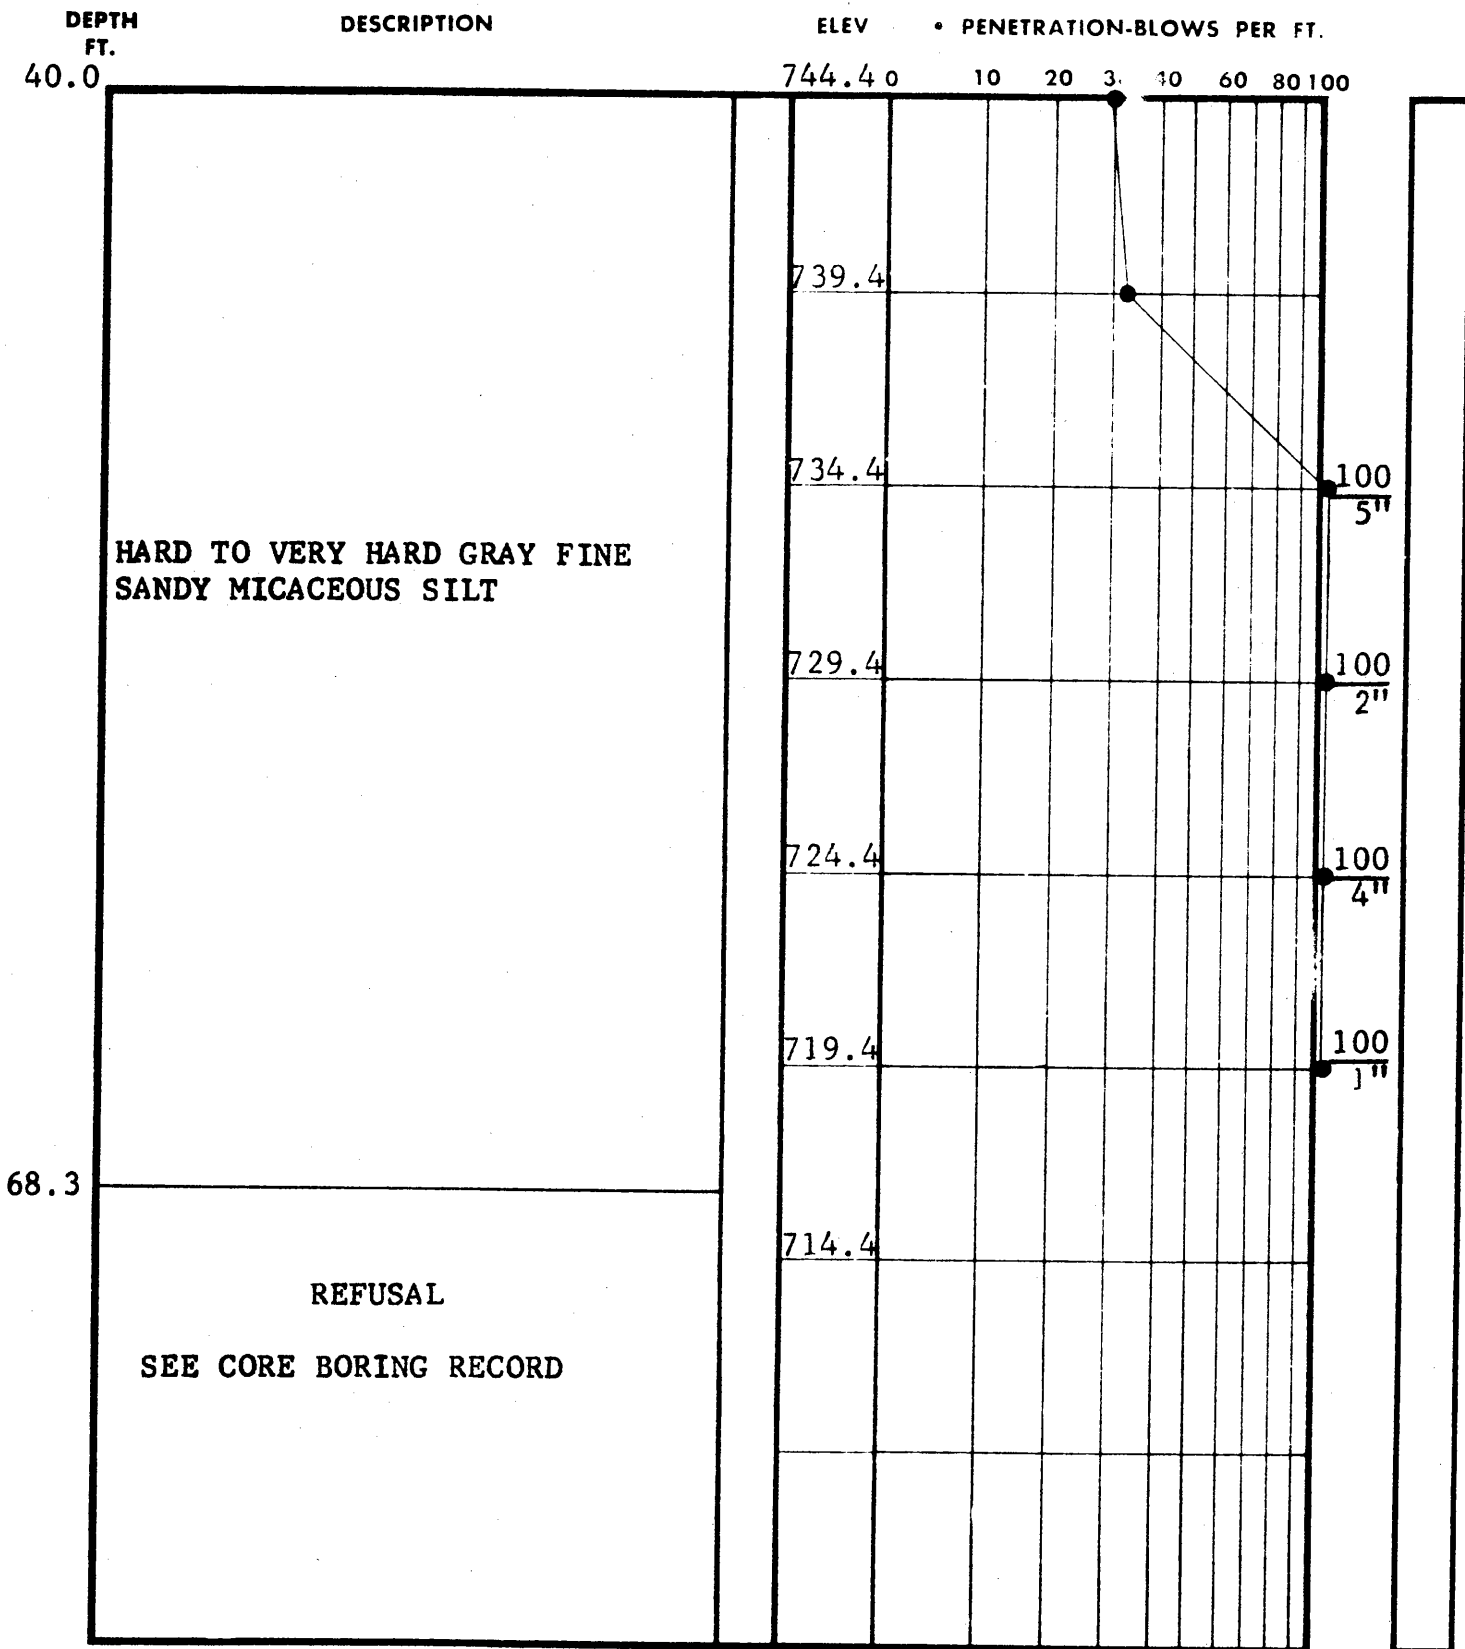 DEPTH FT. DESCRIPTION ELEV • PENETRATION-BLOWS PER FT.
40.0 744.4 0 10 20 40 60 80 100
739.4
734.4 100
5"
HARD TO VERY HARD GRAY FINE
SANDY MICACEOUS SILT
729.4 100
2"
724.4 100
4"
719.4 100
1"
68.3
714.4
REFUSAL
SEE CORE BORING RECORD